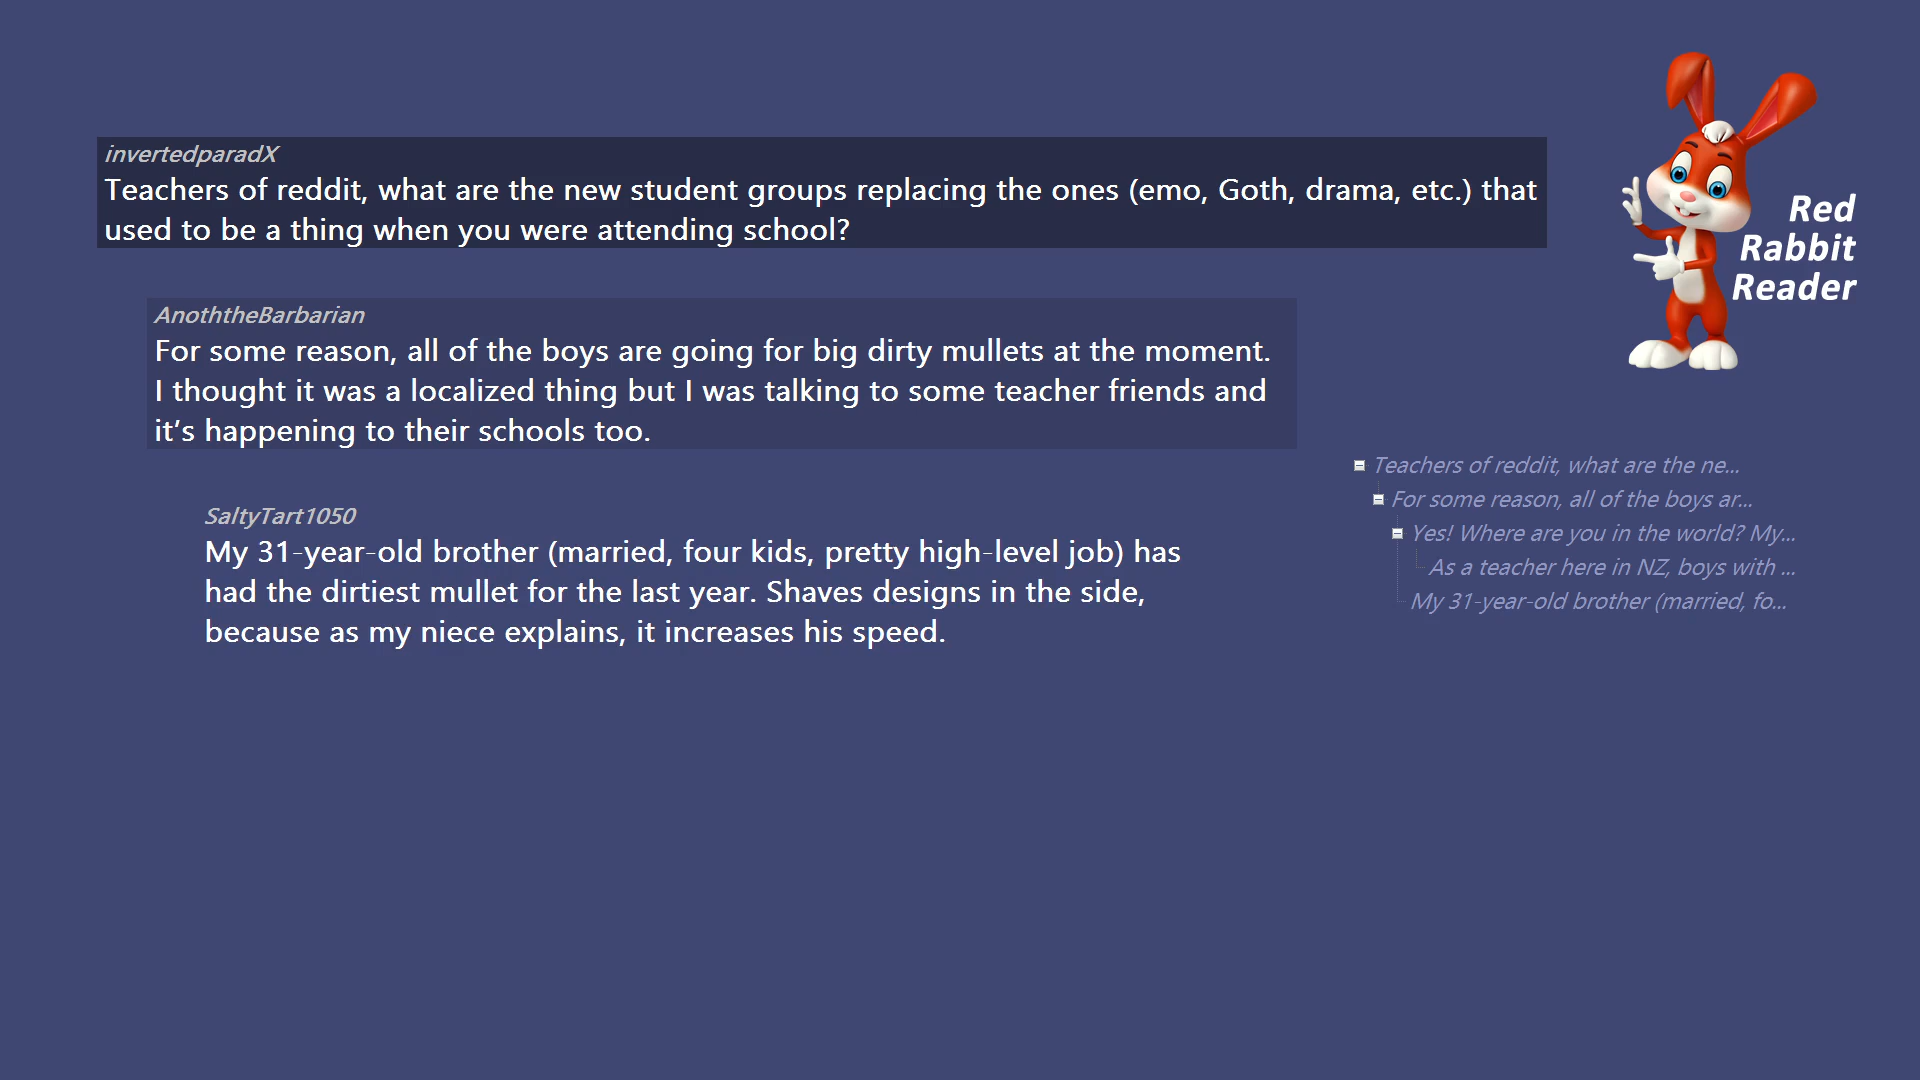 invertedparadX
Teachers of reddit, what are the new student groups replacing the ones (emo, Goth, drama, etc.) that
used to be a thing when you were attending school?
AnoththeBarbarian
For some reason, all of the boys are going for big dirty mullets at the moment.
I thought it was a localized thing but I was talking to some teacher friends and
it’s happening to their schools too.
SaltyTart1050
My 31-year-old brother (married, four kids, pretty high-level job) has
had the dirtiest mullet for the last year. Shaves designs in the side,
because as my niece explains, it increases his speed.
Red
Rabbit
Reader
Teachers of reddit, what are the ne...
For some reason, all of the boys ar...
Yes! Where are you in the world? My...
As a teacher here in NZ, boys with ...
My 31-year-old brother (married, fo...